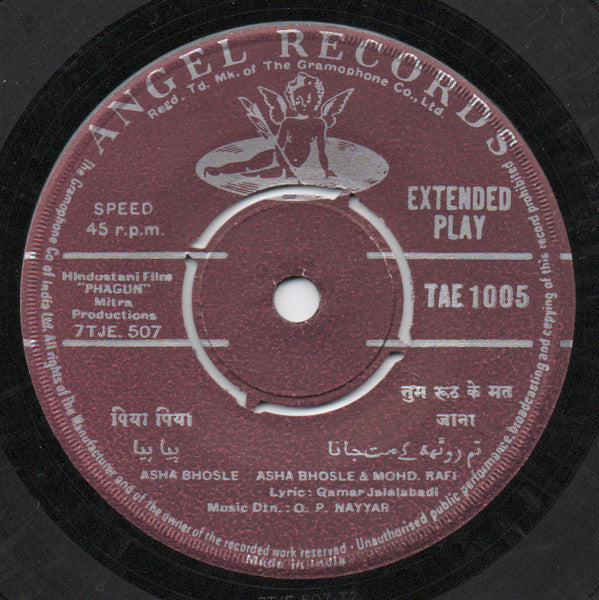 ANGEL RECORDS
Regd. Td. Mk. of The Gramophone Co., Ltd
SPEED
45 r.p.m.
EXTENDED
PLAY
Hindustani Film
"PHAGUN"
Mitra
Productions
7TJE. 507
TAE 1005
पिया पिया
پیا پیا
तुम रुठ के मत
जाना
تم روٹھ کے مت جانا
ASHA BHOSLE
ASHA BHOSLE & MOHD. RAFI
Lyric: Qamar Jalalabadi
Music Dtn.: O. P. NAYYAR
The Gramophone Co of India Ltd. All rights of the Manufacturer and of the owner of the recorded work reserved - Unauthorised public performance, broadcasting and copying of this record prohibited
Made in India